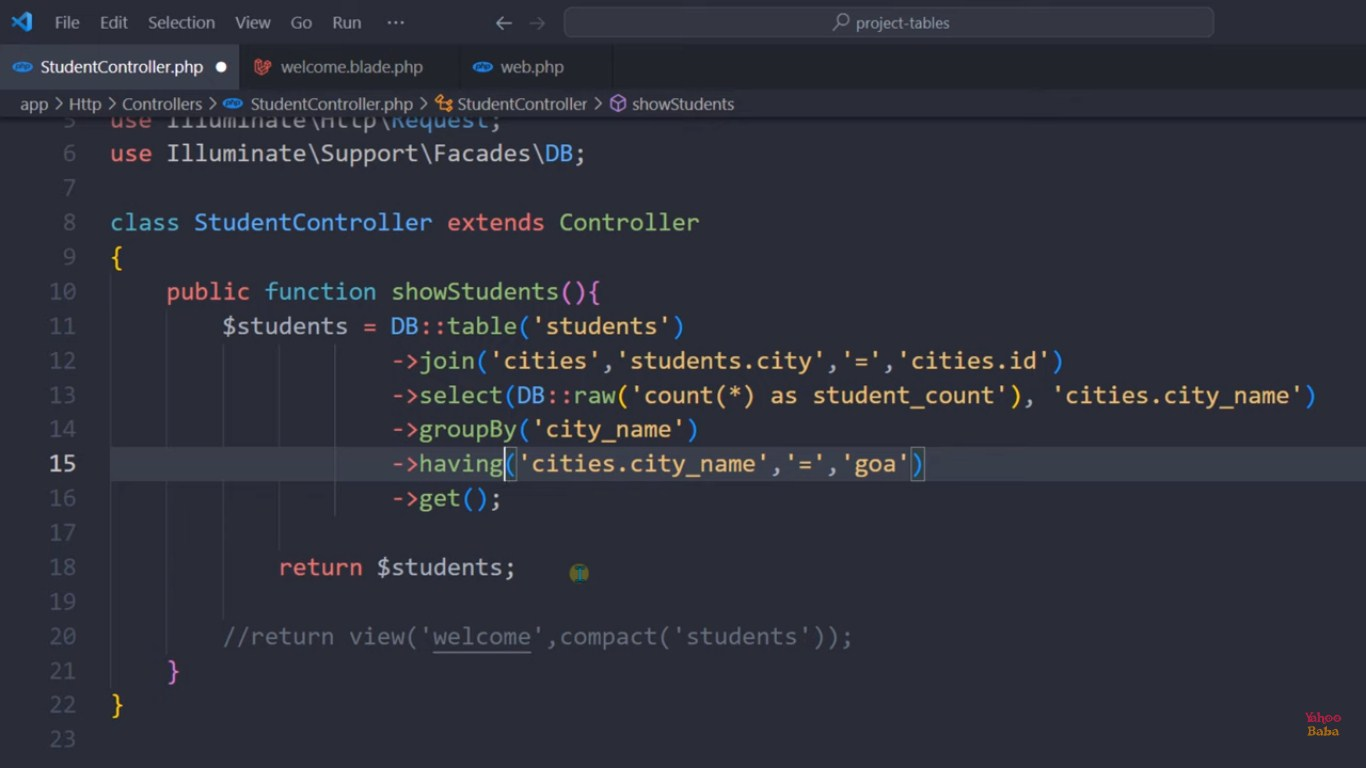 File Edit Selection View Go Run ··· ← → project-tables
StudentController.php ● welcome.blade.php web.php
app > Http > Controllers > StudentController.php > StudentController > showStudents
5 use Illuminate\Http\Request;
6 use Illuminate\Support\Facades\DB;
7
8 class StudentController extends Controller
9 {
10 public function showStudents(){
11 $students = DB::table('students')
12 ->join('cities','students.city','=','cities.id')
13 ->select(DB::raw('count(*) as student_count'), 'cities.city_name')
14 ->groupBy('city_name')
15 ->having('cities.city_name','=','goa')
16 ->get();
17
18 return $students;
19
20 //return view('welcome',compact('students'));
21 }
22 }
23
Yahoo
Baba